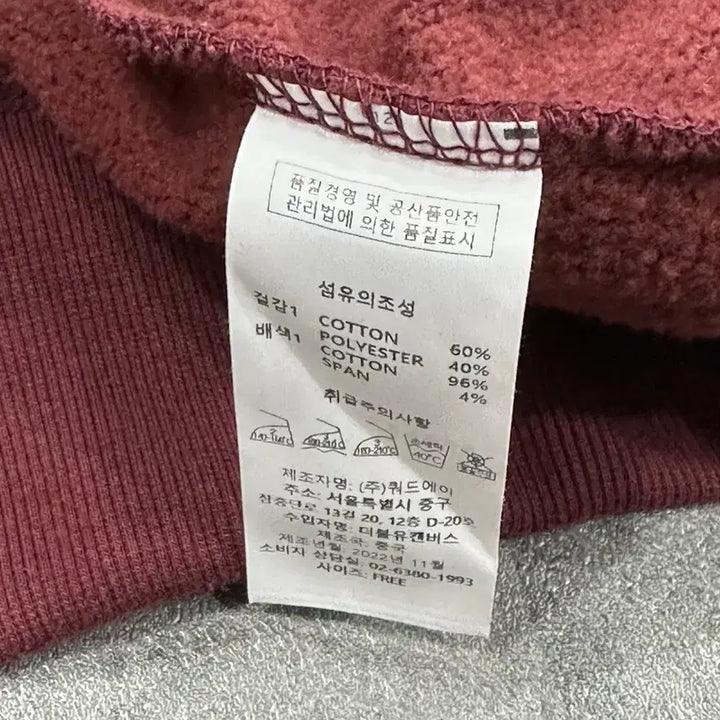 12
품질경영 및 공산품안전
관리법에 의한 품질표시
섬유의조성
겉감1 COTTON 60%
POLYESTER 40%
배색1 COTTON 96%
SPAN 4%
취급주의사항
40°C
제조자명: (주)쿼드에이
주소: 서울특별시 중구
13길 20, 12층 D-20호
수입자명: 더블유캔버스
제조국: 중국
제조년월: 2022년 11월
소비자 상담실: 02-6380-1993
사이즈: FREE